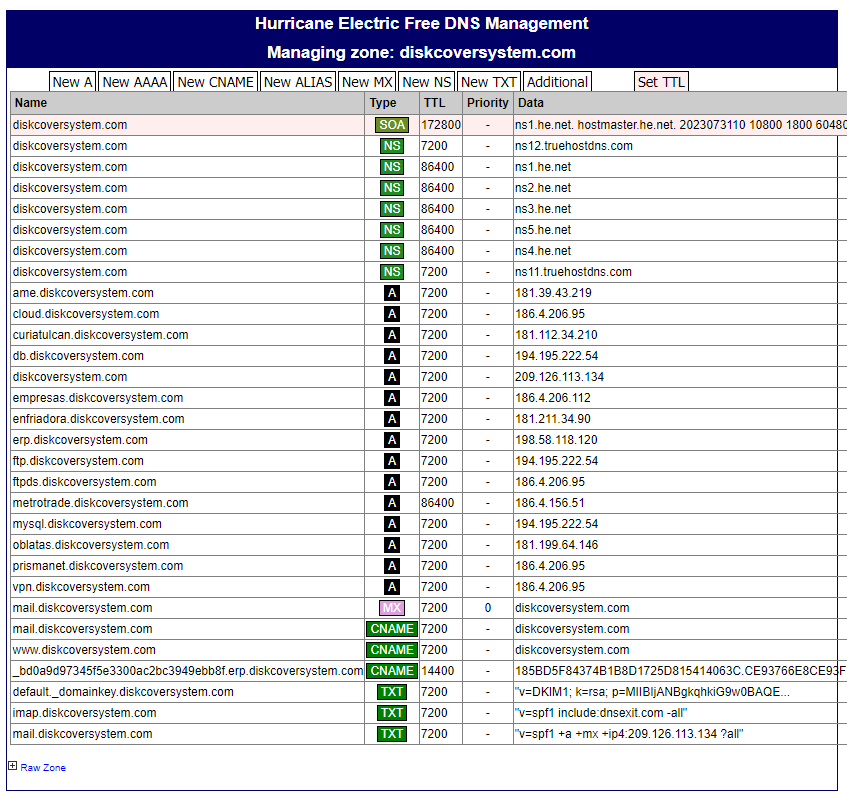 Hurricane Electric Free DNS Management
Managing zone: diskcoversystem.com
New A New AAAA New CNAME New ALIAS New MX New NS New TXT Additional Set TTL
Name Type TTL Priority Data
diskcoversystem.com SOA 172800 - ns1.he.net. hostmaster.he.net. 2023073110 10800 1800 60480
diskcoversystem.com NS 7200 - ns12.truehostdns.com
diskcoversystem.com NS 86400 - ns1.he.net
diskcoversystem.com NS 86400 - ns2.he.net
diskcoversystem.com NS 86400 - ns3.he.net
diskcoversystem.com NS 86400 - ns5.he.net
diskcoversystem.com NS 86400 - ns4.he.net
diskcoversystem.com NS 7200 - ns11.truehostdns.com
ame.diskcoversystem.com A 7200 - 181.39.43.219
cloud.diskcoversystem.com A 7200 - 186.4.206.95
curiatulcan.diskcoversystem.com A 7200 - 181.112.34.210
db.diskcoversystem.com A 7200 - 194.195.222.54
diskcoversystem.com A 7200 - 209.126.113.134
empresas.diskcoversystem.com A 7200 - 186.4.206.112
enfriadora.diskcoversystem.com A 7200 - 181.211.34.90
erp.diskcoversystem.com A 7200 - 198.58.118.120
ftp.diskcoversystem.com A 7200 - 194.195.222.54
ftpds.diskcoversystem.com A 7200 - 186.4.206.95
metrotrade.diskcoversystem.com A 86400 - 186.4.156.51
mysql.diskcoversystem.com A 7200 - 194.195.222.54
oblatas.diskcoversystem.com A 7200 - 181.199.64.146
prismanet.diskcoversystem.com A 7200 - 186.4.206.95
vpn.diskcoversystem.com A 7200 - 186.4.206.95
mail.diskcoversystem.com MX 7200 0 diskcoversystem.com
mail.diskcoversystem.com CNAME 7200 - diskcoversystem.com
www.diskcoversystem.com CNAME 7200 - diskcoversystem.com
_bd0a9d97345f5e3300ac2bc3949ebb8f.erp.diskcoversystem.com CNAME 14400 - 185BD5F84374B1B8D1725D815414063C.CE93766E8CE93F
default._domainkey.diskcoversystem.com TXT 7200 - "v=DKIM1; k=rsa; p=MIIBIjANBgkqhkiG9w0BAQE...
imap.diskcoversystem.com TXT 7200 - "v=spf1 include:dnsexit.com -all"
mail.diskcoversystem.com TXT 7200 - "v=spf1 +a +mx +ip4:209.126.113.134 ?all"
Raw Zone